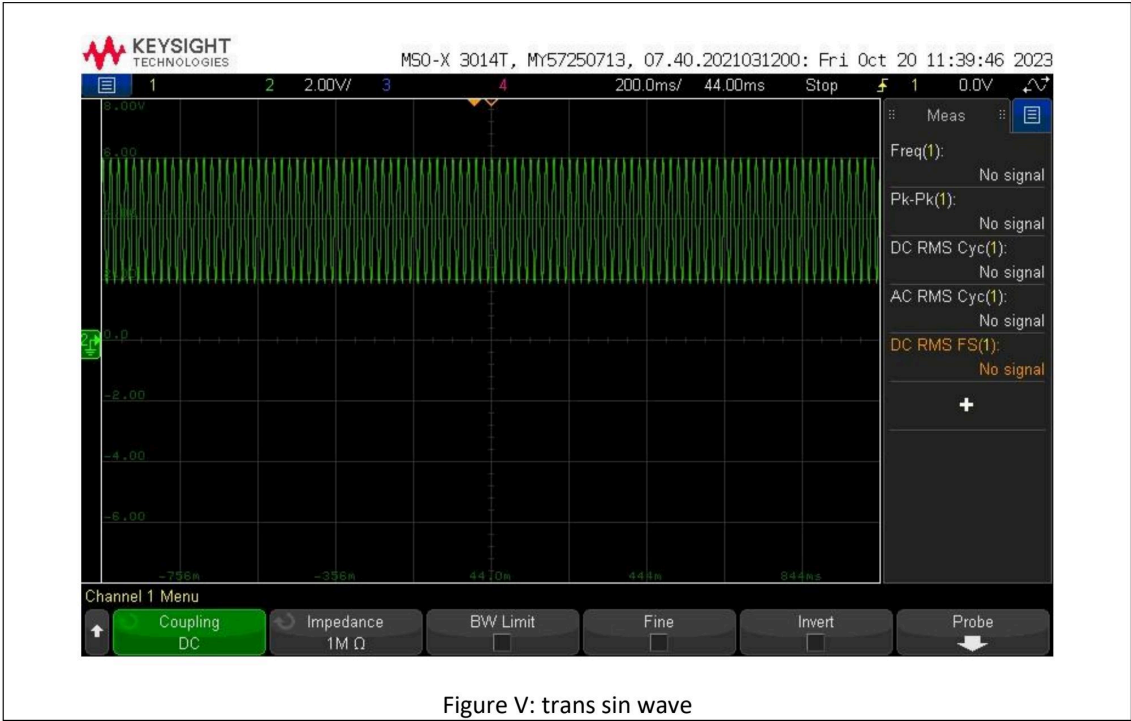 KEYSIGHT
TECHNOLOGIES
MSO-X 3014T, MY57250713, 07.40.2021031200: Fri Oct 20 11:39:46 2023
1 2 2.00V/ 3 4 200.0ms/ 44.00ms Stop 1 0.0V
8.00V
6.00
2
0.0
-2.00
-4.00
-6.00
-756m -356m 44.0m 444m 844ms
Meas
Freq(1):
No signal
Pk-Pk(1):
No signal
DC RMS Cyc(1):
No signal
AC RMS Cyc(1):
No signal
DC RMS FS(1):
No signal
+
Channel 1 Menu
Coupling Impedance BW Limit Fine Invert Probe
DC 1M Ω
Figure V: trans sin wave